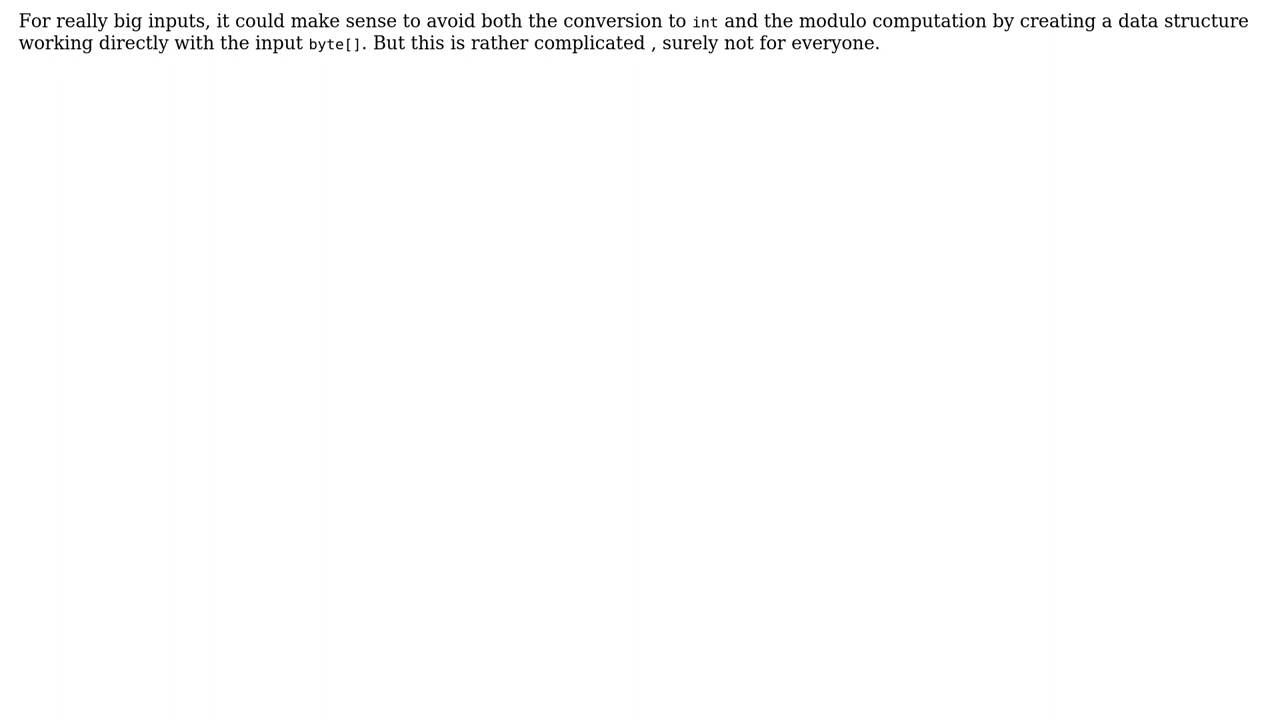 For really big inputs, it could make sense to avoid both the conversion to int and the modulo computation by creating a data structure
working directly with the input byte[]. But this is rather complicated , surely not for everyone.